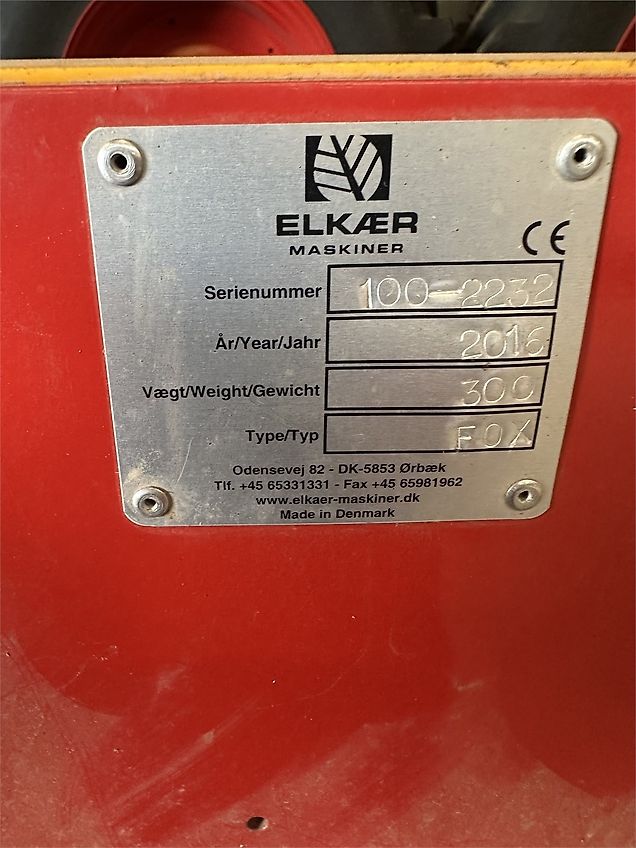 ELKÆR
MASKINER
CE
Serienummer 100-2232
År/Year/Jahr 2016
Vægt/Weight/Gewicht 300
Type/Typ FOX
Odensevej 82 - DK-5853 Ørbæk
Tlf. +45 65331331 - Fax +45 65981962
www.elkaer-maskiner.dk
Made in Denmark